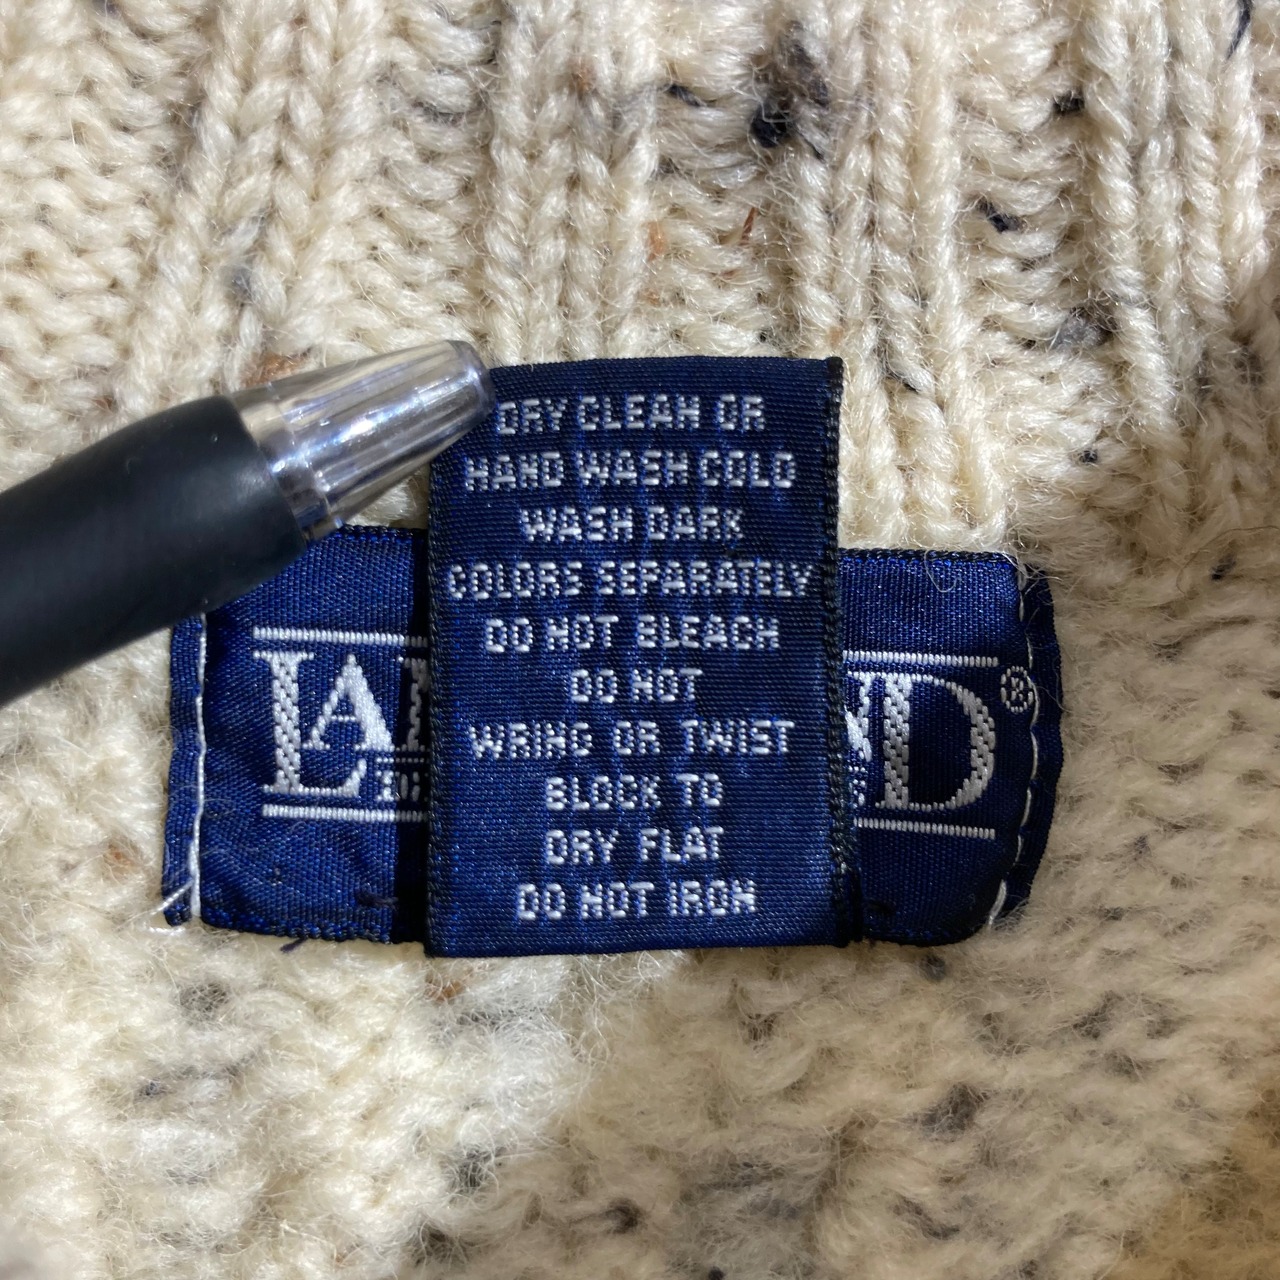 DRY CLEAN OR
HAND WASH COLD
WASH DARK
COLORS SEPARATELY
DO NOT BLEACH
DO NOT
WRING OR TWIST
BLOCK TO
DRY FLAT
DO NOT IRON